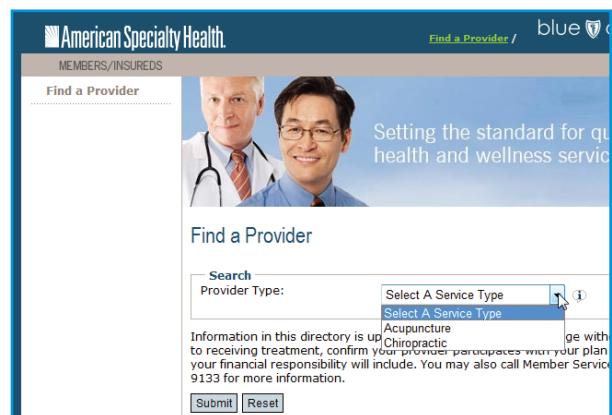 American Specialty Health.
Find a Provider /
blue
MEMBERS/INSUREDS
Find a Provider
Setting the standard for qu
health and wellness servic
Find a Provider
Search
Provider Type:
Select A Service Type
Select A Service Type
Acupuncture
Chiropractic
Information in this directory is up ge with
to receiving treatment, confirm your provider participates with your plan
your financial responsibility will include. You may also call Member Service
9133 for more information.
Submit Reset